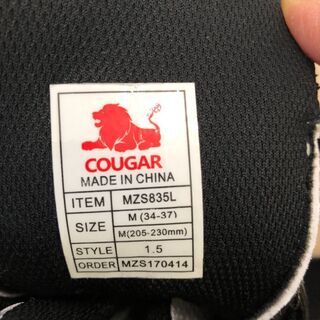 COUGAR
MADE IN CHINA
ITEM MZS835L
SIZE M (34-37)
M(205-230mm)
STYLE 1.5
ORDER MZS170414